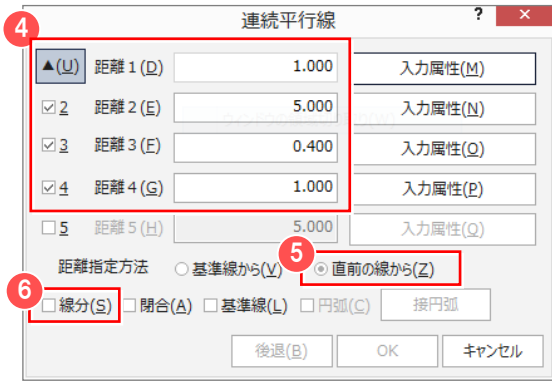 4
連続平行線 ? ×
▲(U) 距離1(D) 1.000 入力属性(M)
2 距離2(E) 5.000 入力属性(N)
3 距離3(F) 0.400 入力属性(O)
4 距離4(G) 1.000 入力属性(P)
5 距離5(H) 5.000 入力属性(Q)
5
距離指定方法 基準線から(V) 直前の線から(Z)
6
線分(S) 閉合(A) 基準線(L) 円弧(C) 接円弧
後退(B) OK キャンセル